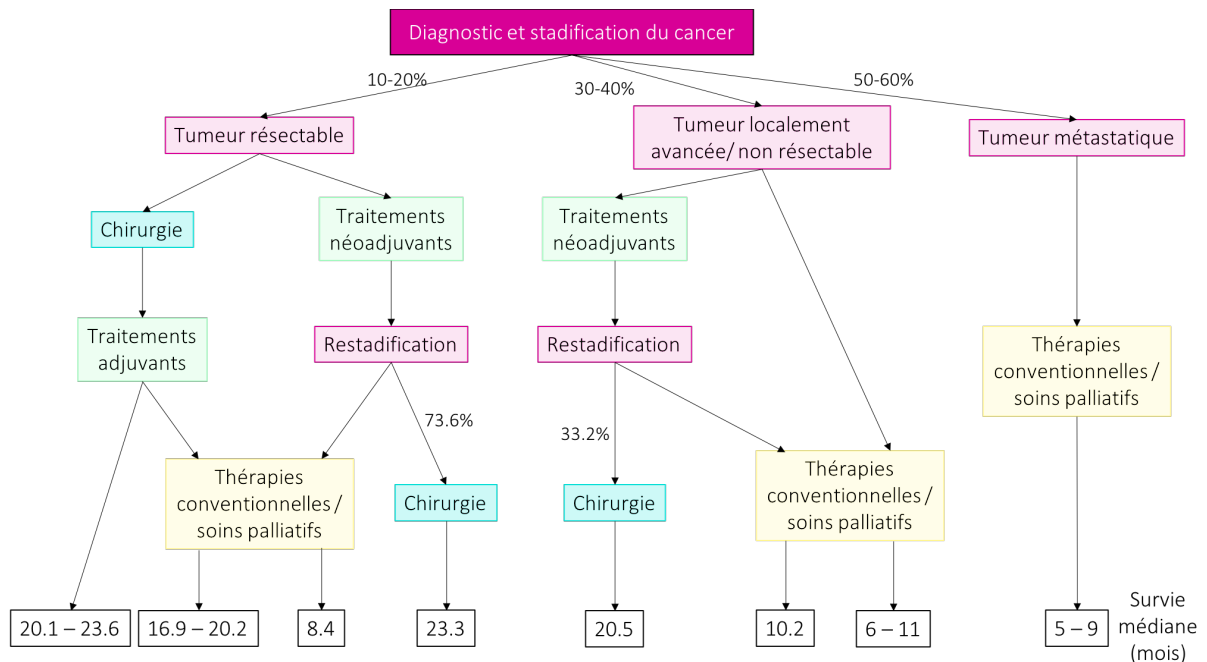 Diagnostic et stadification du cancer
10-20%
30-40%
50-60%
Tumeur résectable
Tumeur localement
avancée/ non résectable
Tumeur métastatique
Chirurgie
Traitements
néoadjuvants
Traitements
néoadjuvants
Traitements
adjuvants
Restadification
Restadification
Thérapies
conventionnelles /
soins palliatifs
73.6%
33.2%
Thérapies
conventionnelles /
soins palliatifs
Chirurgie
Chirurgie
Thérapies
conventionnelles /
soins palliatifs
20.1 – 23.6
16.9 – 20.2
8.4
23.3
20.5
10.2
6 – 11
5 – 9
Survie
médiane
(mois)